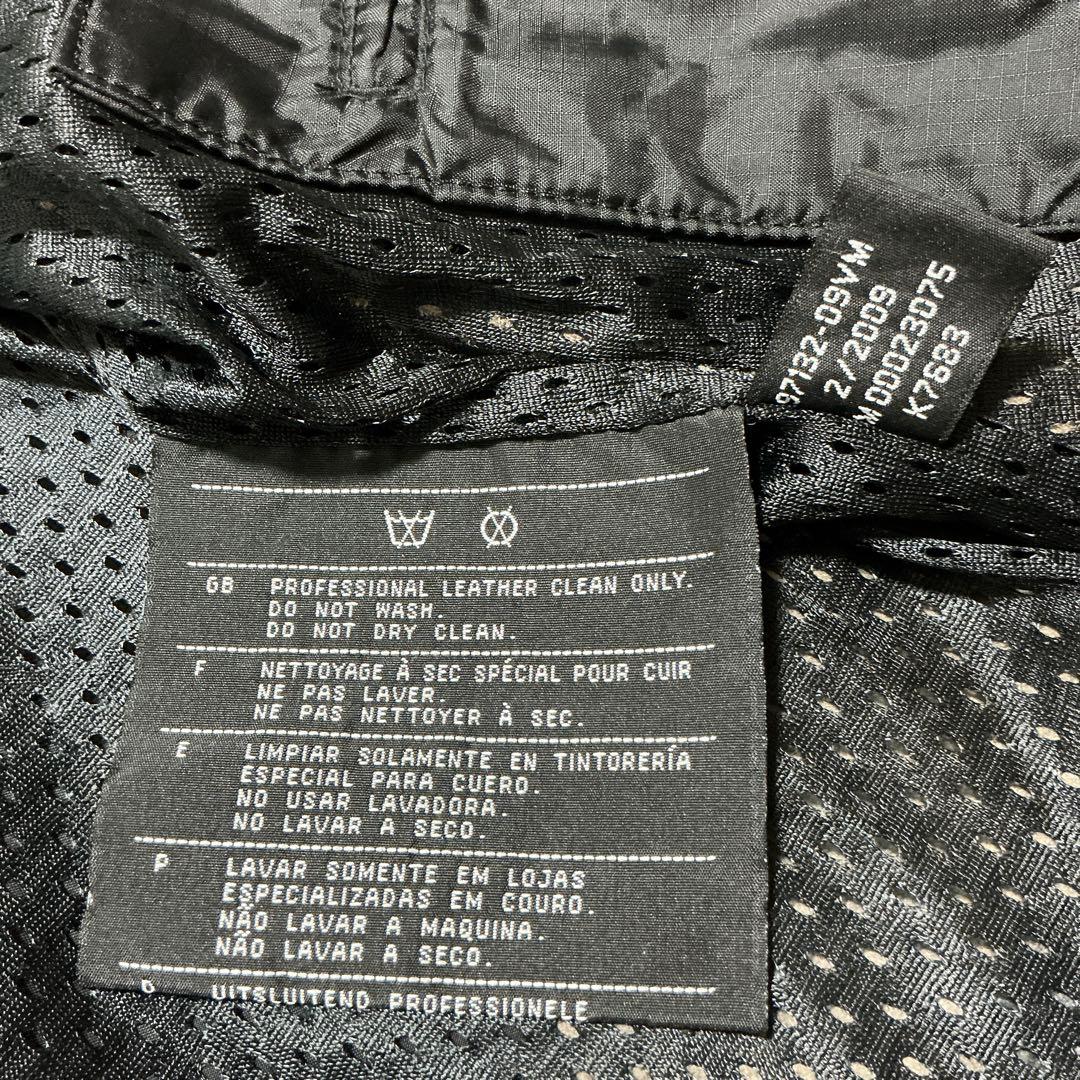 97132-09VM
2/2009
M 00023075
K7683
GB PROFESSIONAL LEATHER CLEAN ONLY.
DO NOT WASH.
DO NOT DRY CLEAN.
F NETTOYAGE À SEC SPÉCIAL POUR CUIR
NE PAS LAVER.
NE PAS NETTOYER À SEC.
E LIMPIAR SOLAMENTE EN TINTORERÍA
ESPECIAL PARA CUERO.
NO USAR LAVADORA.
NO LAVAR A SECO.
P LAVAR SOMENTE EM LOJAS
ESPECIALIZADAS EM COURO.
NÃO LAVAR A MAQUINA.
NÃO LAVAR A SECO.
UITSLUITEND PROFESSIONELE